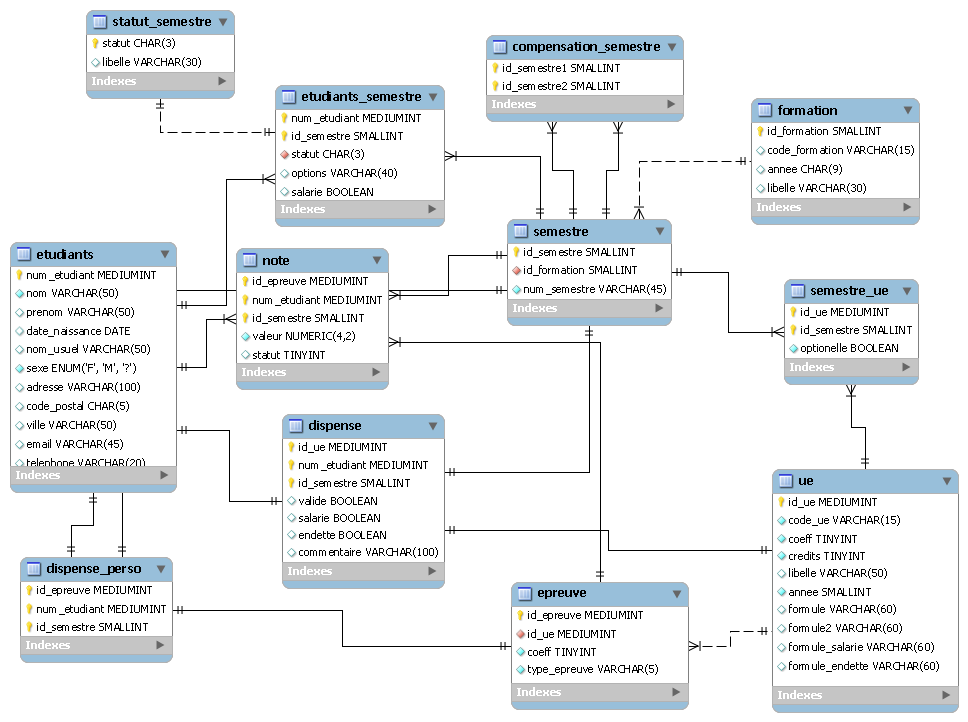 statut_semestre
statut CHAR(3)
libelle VARCHAR(30)
Indexes
etudiants_semestre
num_etudiant MEDIUMINT
id_semestre SMALLINT
statut CHAR(3)
options VARCHAR(40)
salarie BOOLEAN
Indexes
compensation_semestre
id_semestre1 SMALLINT
id_semestre2 SMALLINT
Indexes
formation
id_formation SMALLINT
code_formation VARCHAR(15)
annee CHAR(9)
libelle VARCHAR(30)
Indexes
etudiants
num_etudiant MEDIUMINT
nom VARCHAR(50)
prenom VARCHAR(50)
date_naissance DATE
nom_usuel VARCHAR(50)
sexe ENUM('F', 'M', '?')
adresse VARCHAR(100)
code_postal CHAR(5)
ville VARCHAR(50)
email VARCHAR(45)
telephone VARCHAR(20)
Indexes
note
id_epreuve MEDIUMINT
num_etudiant MEDIUMINT
id_semestre SMALLINT
valeur NUMERIC(4,2)
statut TINYINT
Indexes
semestre
id_semestre SMALLINT
id_formation SMALLINT
num_semestre VARCHAR(45)
Indexes
semestre_ue
id_ue MEDIUMINT
id_semestre SMALLINT
optionelle BOOLEAN
Indexes
dispense
id_ue MEDIUMINT
num_etudiant MEDIUMINT
id_semestre SMALLINT
valide BOOLEAN
salarie BOOLEAN
endette BOOLEAN
commentaire VARCHAR(100)
Indexes
ue
id_ue MEDIUMINT
code_ue VARCHAR(15)
coeff TINYINT
credits TINYINT
libelle VARCHAR(50)
annee SMALLINT
formule VARCHAR(60)
formule2 VARCHAR(60)
formule_salarie VARCHAR(60)
formule_endette VARCHAR(60)
Indexes
dispense_perso
id_epreuve MEDIUMINT
num_etudiant MEDIUMINT
id_semestre SMALLINT
Indexes
epreuve
id_epreuve MEDIUMINT
id_ue MEDIUMINT
coeff TINYINT
type_epreuve VARCHAR(5)
Indexes